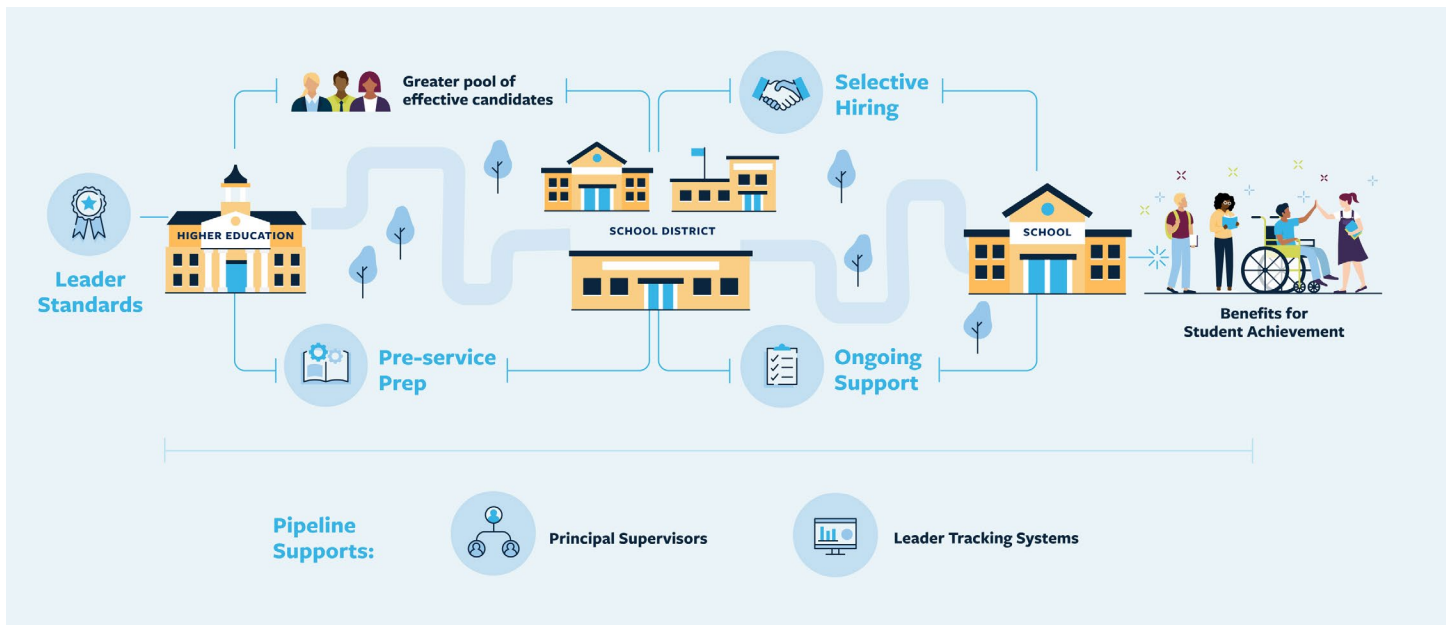 Greater pool of
effective candidates
Selective
Hiring
Leader
Standards
HIGHER EDUCATION
SCHOOL DISTRICT
SCHOOL
Benefits for
Student Achievement
Pre-service
Prep
Ongoing
Support
Pipeline
Supports:
Principal Supervisors
Leader Tracking Systems